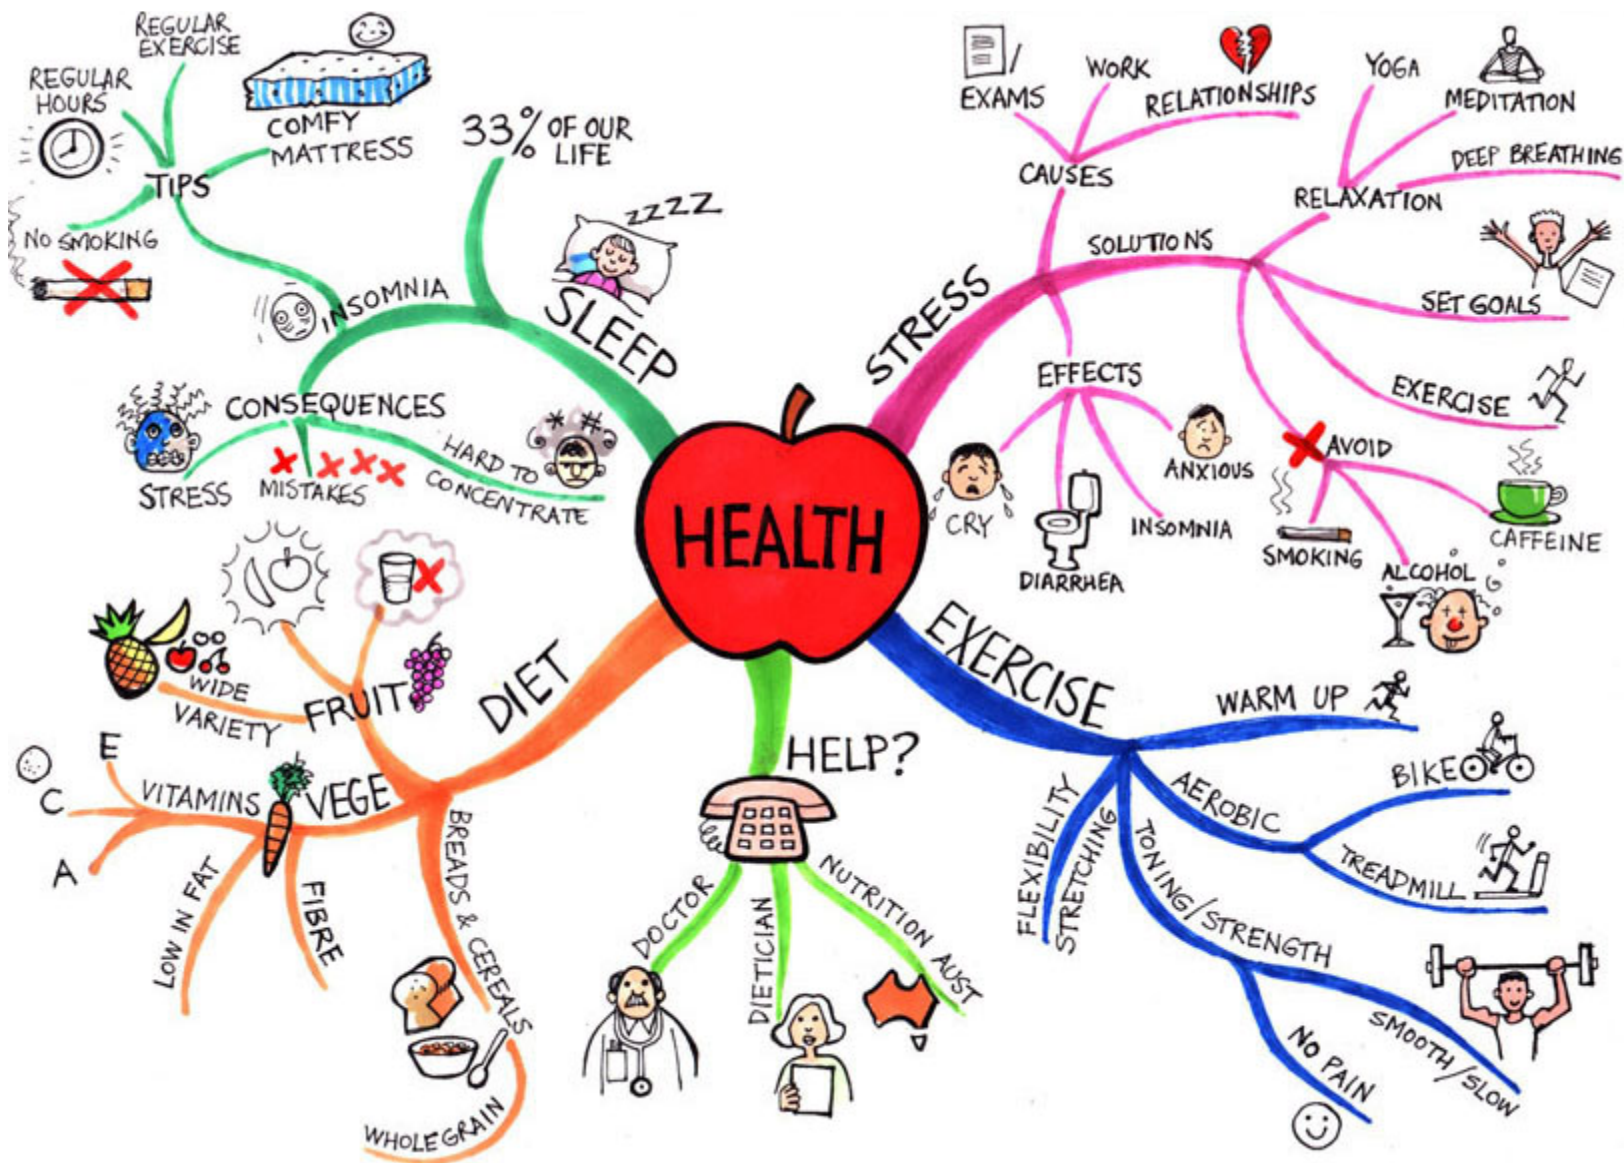 REGULAR
EXERCISE
REGULAR
HOURS
COMFY
MATTRESS
TIPS
NO SMOKING
33% OF OUR
LIFE
ZZZZ
SLEEP
INSOMNIA
CONSEQUENCES
STRESS
MISTAKES
HARD TO
CONCENTRATE
EXAMS
WORK
RELATIONSHIPS
CAUSES
YOGA
MEDITATION
DEEP BREATHING
RELAXATION
SOLUTIONS
STRESS
SET GOALS
EXERCISE
EFFECTS
CRY
DIARRHEA
INSOMNIA
ANXIOUS
AVOID
SMOKING
ALCOHOL
CAFFEINE
HEALTH
DIET
FRUIT
WIDE
VARIETY
VEGE
VITAMINS
E
C
A
LOW IN FAT
FIBRE
BREADS & CEREALS
WHOLEGRAIN
HELP?
DOCTOR
DIETICIAN
NUTRITION AUST
EXERCISE
WARM UP
AEROBIC
BIKE
TREADMILL
FLEXIBILITY
STRETCHING
TONING/STRENGTH
SMOOTH/SLOW
NO PAIN